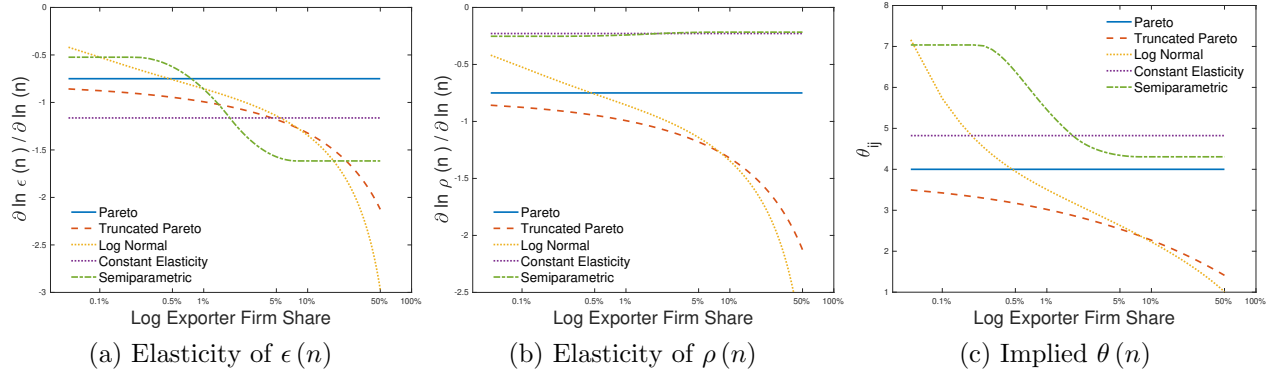 0
-0.5
-1
-1.5
-2
-2.5
-3
∂ ln ϵ (n) / ∂ ln (n)
Pareto
Truncated Pareto
Log Normal
Constant Elasticity
Semiparametric
0.1% 0.5% 1% 5% 10% 50% 100%
Log Exporter Firm Share
(a) Elasticity of ϵ (n)
0
-0.5
-1
-1.5
-2
-2.5
∂ ln ρ (n) / ∂ ln (n)
Pareto
Truncated Pareto
Log Normal
Constant Elasticity
Semiparametric
0.1% 0.5% 1% 5% 10% 50% 100%
Log Exporter Firm Share
(b) Elasticity of ρ (n)
8
7
6
5
4
3
2
1
θij
Pareto
Truncated Pareto
Log Normal
Constant Elasticity
Semiparametric
0.1% 0.5% 1% 5% 10% 50% 100%
Log Exporter Firm Share
(c) Implied θ (n)